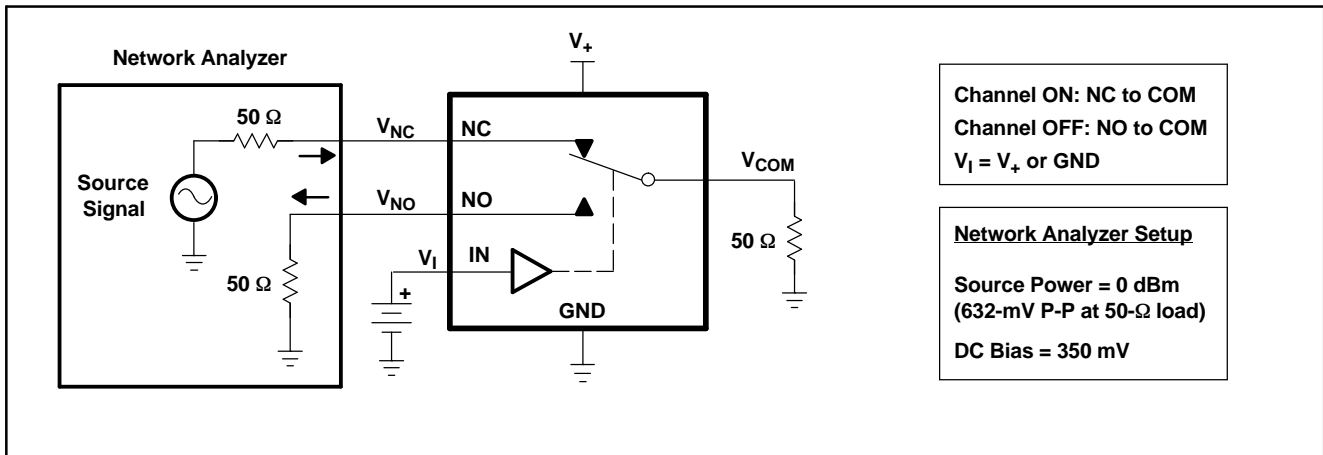 Network Analyzer
V+
50 Ω
VNC
NC
Channel ON: NC to COM
Channel OFF: NO to COM
VI = V+ or GND
VCOM
Source
Signal
VNO
NO
50 Ω
50 Ω
VI
IN
+
GND
Network Analyzer Setup
Source Power = 0 dBm
(632-mV P-P at 50-Ω load)
DC Bias = 350 mV